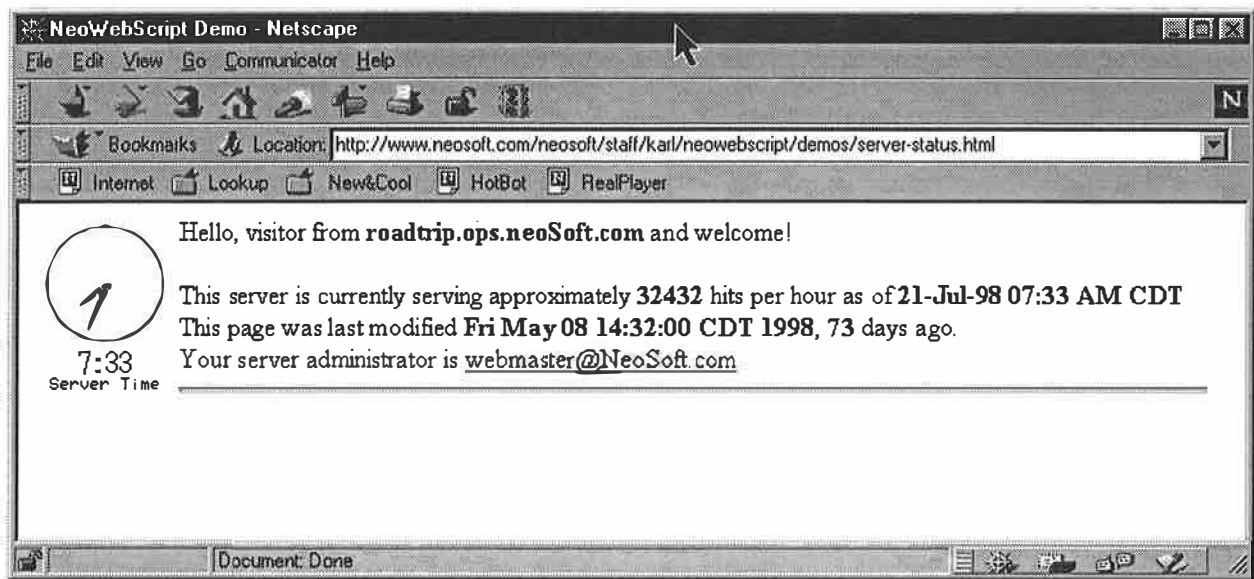 NeoWebScript Demo - Netscape
File Edit View Go Communicator Help
N
Bookmarks Location: http://www.neosoft.com/neosoft/staff/karl/neowebscript/demos/server-status.html
Internet Lookup New&Cool HotBot RealPlayer
Hello, visitor from roadtrip.ops.neoSoft.com and welcome!
This server is currently serving approximately 32432 hits per hour as of 21-Jul-98 07:33 AM CDT
This page was last modified Fri May 08 14:32:00 CDT 1998, 73 days ago.
Your server administrator is webmaster@NeoSoft.com
7:33
Server Time
Document: Done